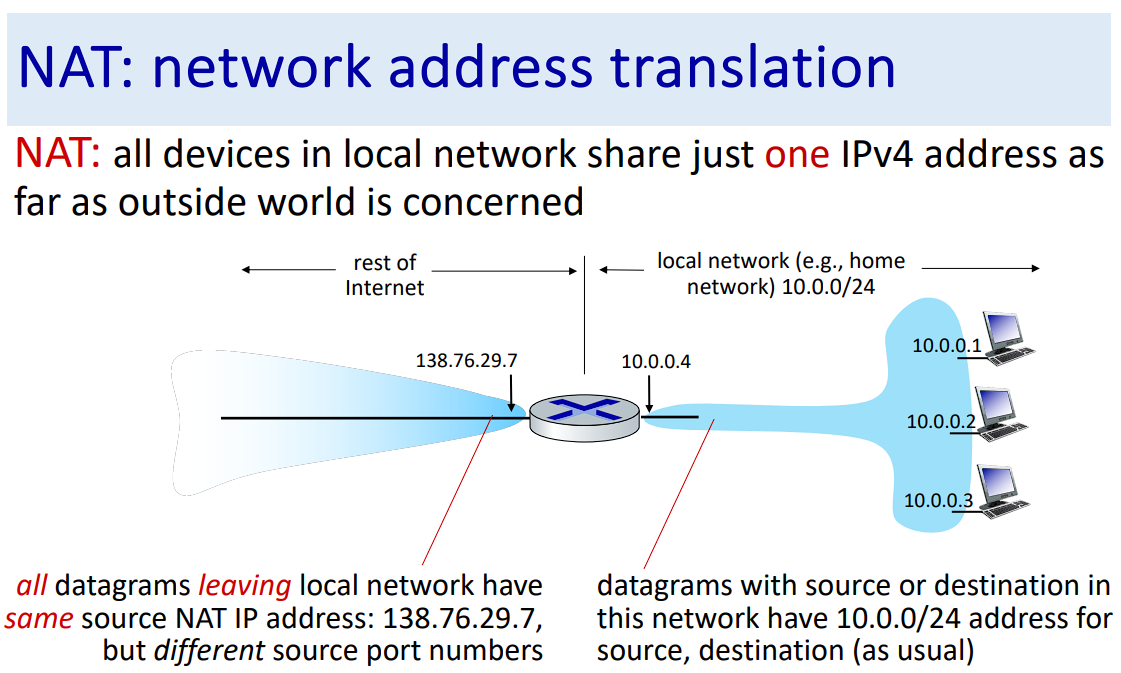 NAT: network address translation
NAT: all devices in local network share just one IPv4 address as
far as outside world is concerned
rest of
Internet
local network (e.g., home
network) 10.0.0/24
138.76.29.7
10.0.0.4
10.0.0.1
10.0.0.2
10.0.0.3
all datagrams leaving local network have
same source NAT IP address: 138.76.29.7,
but different source port numbers
datagrams with source or destination in
this network have 10.0.0/24 address for
source, destination (as usual)